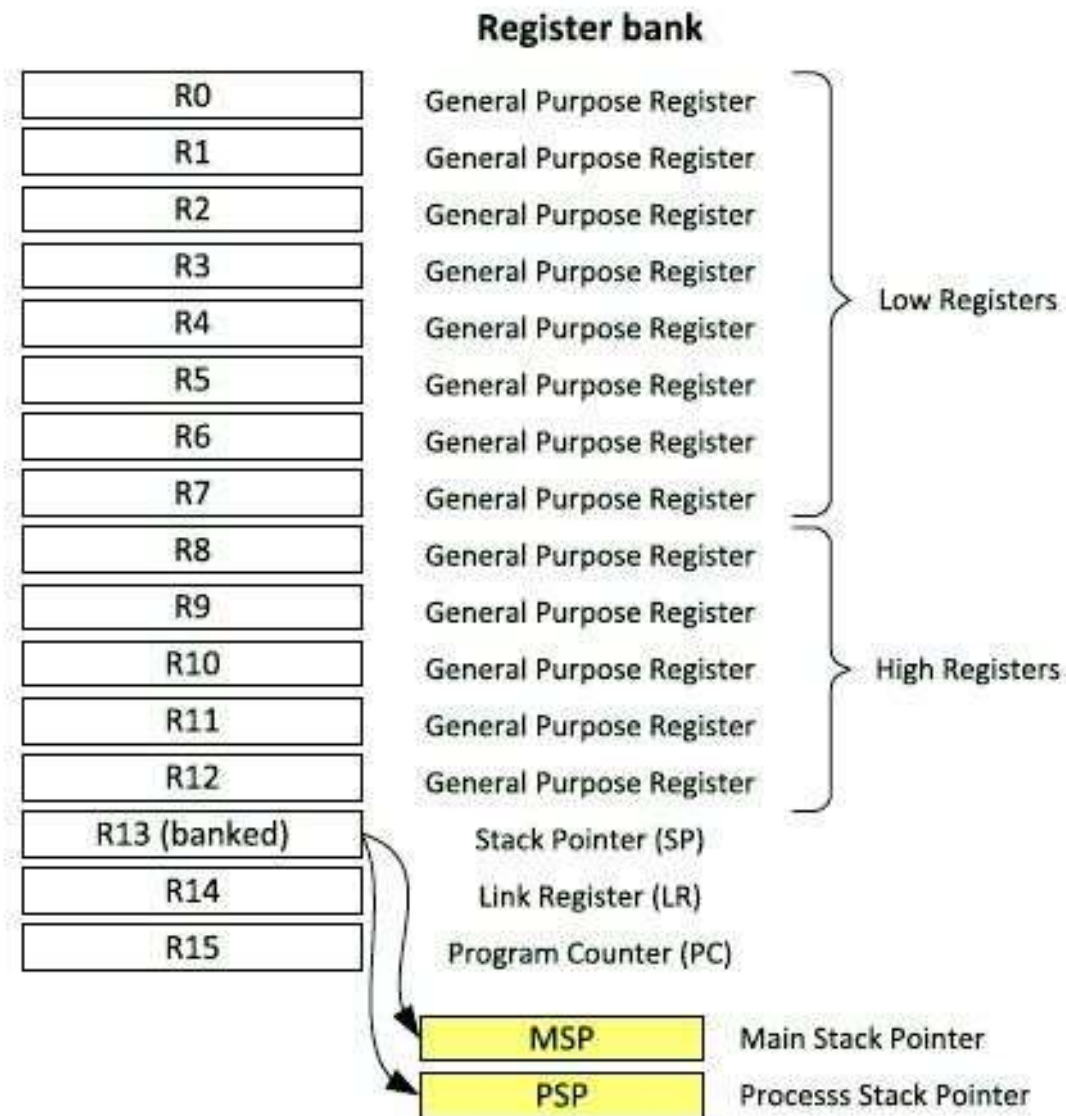 Register bank
R0 General Purpose Register
R1 General Purpose Register
R2 General Purpose Register
R3 General Purpose Register
Low Registers
R4 General Purpose Register
R5 General Purpose Register
R6 General Purpose Register
R7 General Purpose Register
R8 General Purpose Register
R9 General Purpose Register
R10 General Purpose Register
High Registers
R11 General Purpose Register
R12 General Purpose Register
R13 (banked) Stack Pointer (SP)
R14 Link Register (LR)
R15 Program Counter (PC)
MSP Main Stack Pointer
PSP Processs Stack Pointer